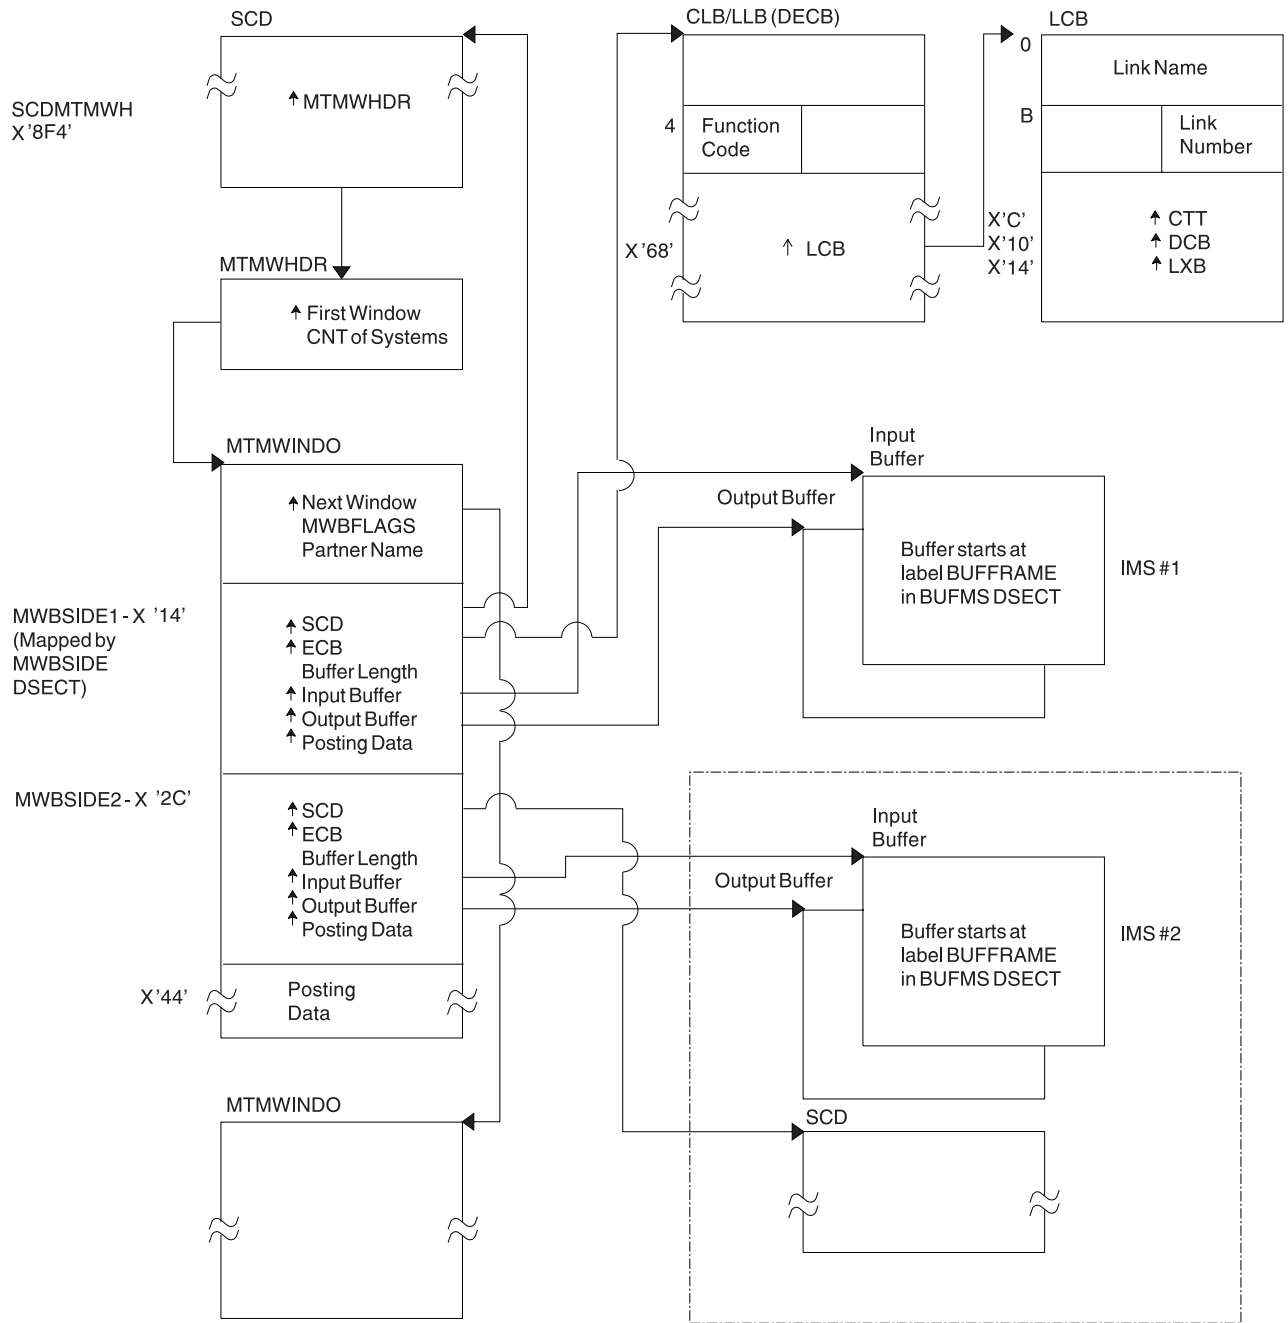 SCD
SCDMTMWH
X '8F4'
↑ MTMWHDR
MTMWHDR
↑ First Window
CNT of Systems
MTMWINDO
↑ Next Window
MWBFLAGS
Partner Name
MWBSIDE1 - X '14'
(Mapped by
MWBSIDE
DSECT)
↑ SCD
↑ ECB
Buffer Length
↑ Input Buffer
↑ Output Buffer
↑ Posting Data
MWBSIDE2 - X '2C'
↑ SCD
↑ ECB
Buffer Length
↑ Input Buffer
↑ Output Buffer
↑ Posting Data
X '44'
Posting
Data
MTMWINDO
CLB/LLB (DECB)
4
Function
Code
X '68'
↑ LCB
LCB
0
Link Name
B
Link
Number
X'C'
X'10'
X'14'
↑ CTT
↑ DCB
↑ LXB
Input
Buffer
Output Buffer
Buffer starts at
label BUFFRAME
in BUFMS DSECT
IMS #1
Input
Buffer
Output Buffer
Buffer starts at
label BUFFRAME
in BUFMS DSECT
IMS #2
SCD